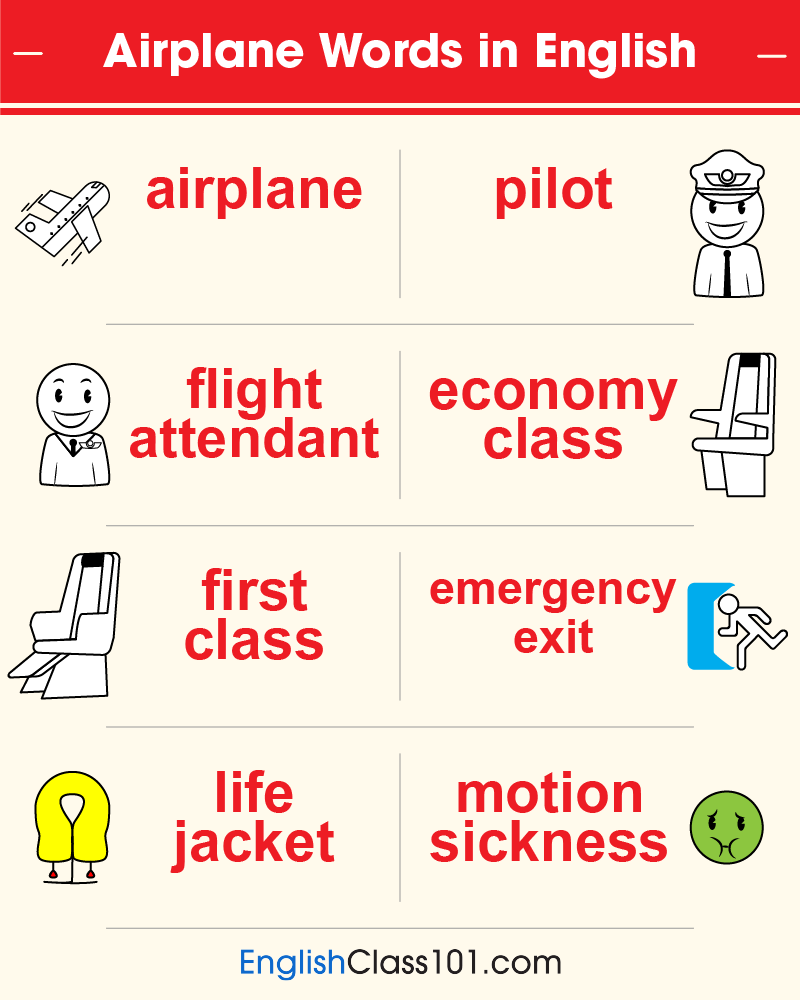 Airplane Words in English
airplane
pilot
flight
attendant
economy
class
first
class
emergency
exit
life
jacket
motion
sickness
EnglishClass101.com